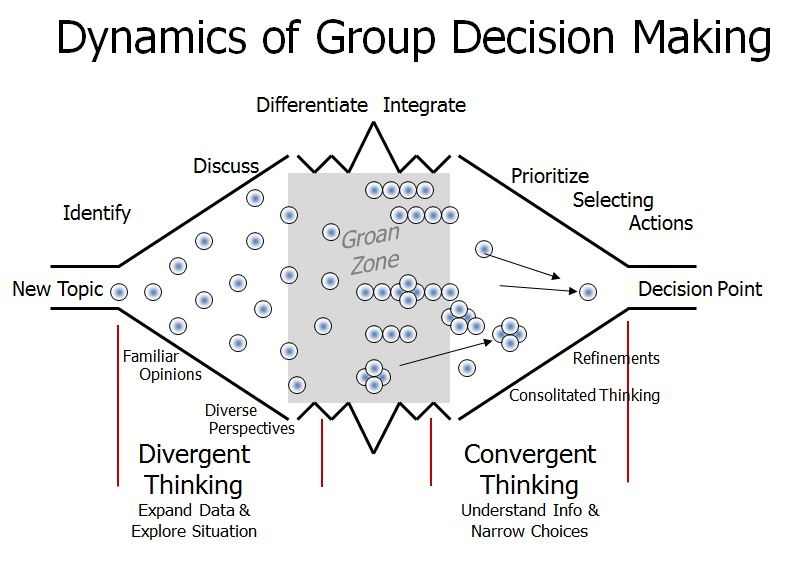 Dynamics of Group Decision Making
Differentiate Integrate
Discuss
Identify
Prioritize
Selecting
Actions
Groan
Zone
New Topic
Decision Point
Familiar
Opinions
Diverse
Perspectives
Refinements
Consolitated Thinking
Divergent
Thinking
Expand Data &
Explore Situation
Convergent
Thinking
Understand Info &
Narrow Choices